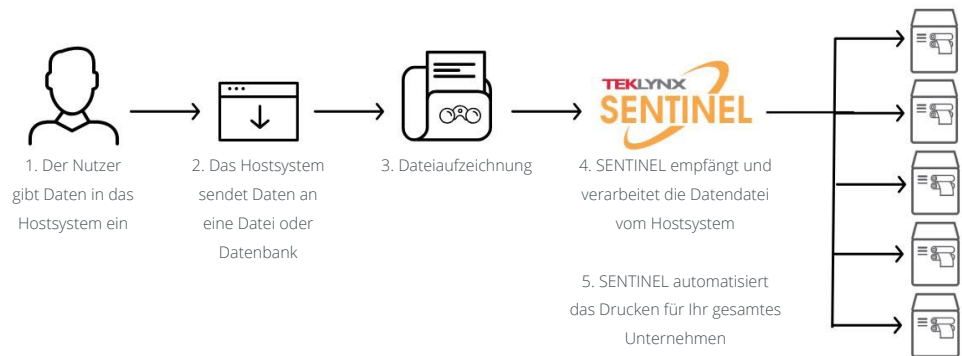 1. Der Nutzer
gibt Daten in das
Hostsystem ein
2. Das Hostsystem
sendet Daten an
eine Datei oder
Datenbank
3. Dateiaufzeichnung
TEKLYNX
SENTINEL
4. SENTINEL empfängt und
verarbeitet die Datendatei
vom Hostsystem
5. SENTINEL automatisiert
das Drucken für Ihr gesamtes
Unternehmen